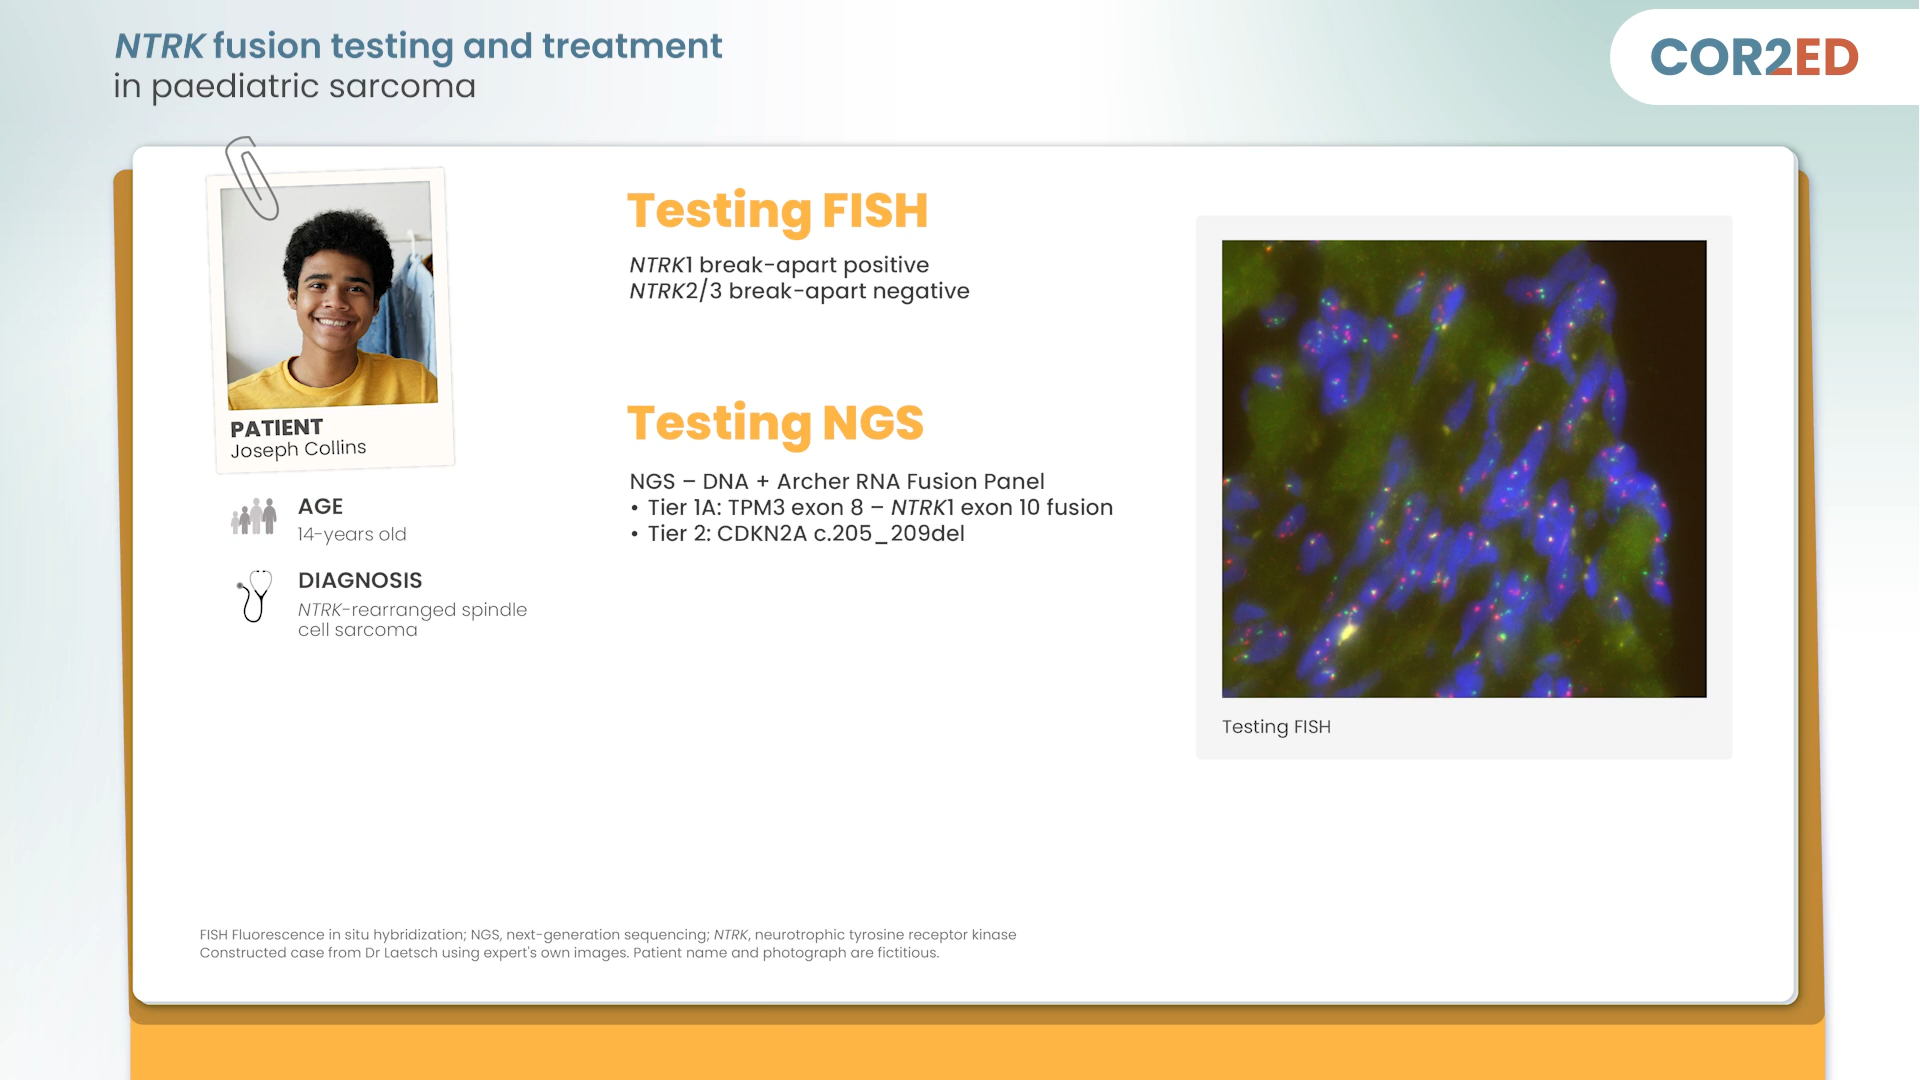 NTRK fusion testing and treatment
in paediatric sarcoma
COR2ED
PATIENT
Joseph Collins
AGE
14-years old
DIAGNOSIS
NTRK-rearranged spindle
cell sarcoma
Testing FISH
NTRK1 break-apart positive
NTRK2/3 break-apart negative
Testing NGS
NGS – DNA + Archer RNA Fusion Panel
• Tier 1A: TPM3 exon 8 – NTRK1 exon 10 fusion
• Tier 2: CDKN2A c.205_209del
Testing FISH
FISH Fluorescence in situ hybridization; NGS, next-generation sequencing; NTRK, neurotrophic tyrosine receptor kinase
Constructed case from Dr Laetsch using expert's own images. Patient name and photograph are fictitious.